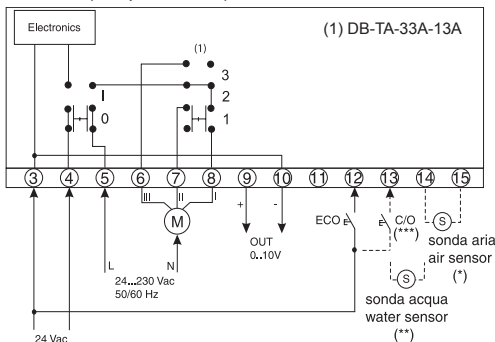 Electronics
(1) DB-TA-33A-13A
(1)
3
2
1
I
0
3 4 5 6 7 8 9 10 11 12 13 14 15
III II I
M
+ -
ECO
C/O
(***)
S
sonda aria
air sensor
(*)
OUT
0..10V
L N
24...230 Vac
50/60 Hz
S
sonda acqua
water sensor
(**)
24 Vac